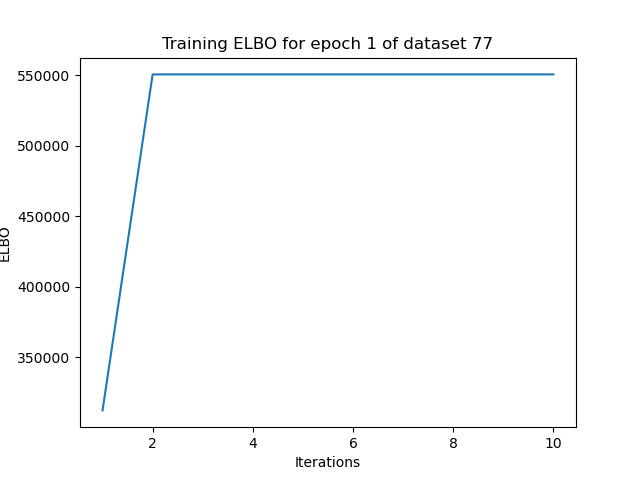 Training ELBO for epoch 1 of dataset 77
550000
500000
450000
400000
350000
ELBO
2 4 6 8 10
Iterations